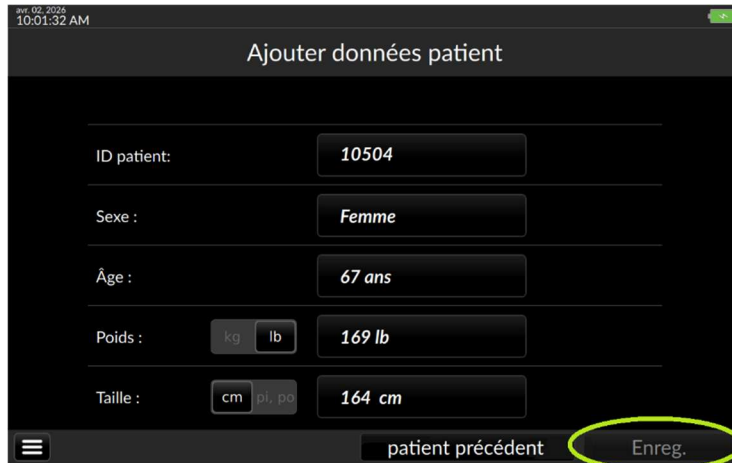 avr. 02, 2026
10:01:32 AM
Ajouter données patient
ID patient: 10504
Sexe : Femme
Âge : 67 ans
Poids : kg lb 169 lb
Taille : cm pi, po 164 cm
patient précédent Enreg.